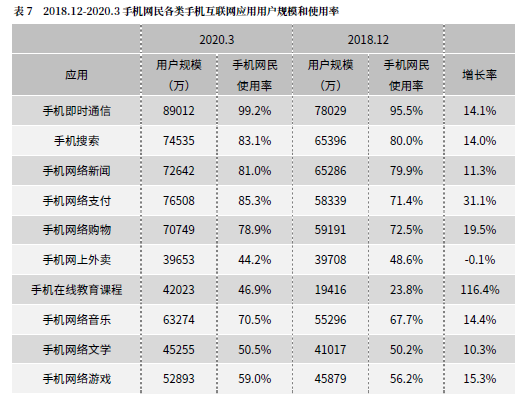 表 7 2018.12-2020.3 手机网民各类手机互联网应用用户规模和使用率
2020.3 2018.12
应用 用户规模（万） 手机网民使用率 用户规模（万） 手机网民使用率 增长率
手机即时通信 89012 99.2% 78029 95.5% 14.1%
手机搜索 74535 83.1% 65396 80.0% 14.0%
手机网络新闻 72642 81.0% 65286 79.9% 11.3%
手机网络支付 76508 85.3% 58339 71.4% 31.1%
手机网络购物 70749 78.9% 59191 72.5% 19.5%
手机网上外卖 39653 44.2% 39708 48.6% -0.1%
手机在线教育课程 42023 46.9% 19416 23.8% 116.4%
手机网络音乐 63274 70.5% 55296 67.7% 14.4%
手机网络文学 45255 50.5% 41017 50.2% 10.3%
手机网络游戏 52893 59.0% 45879 56.2% 15.3%